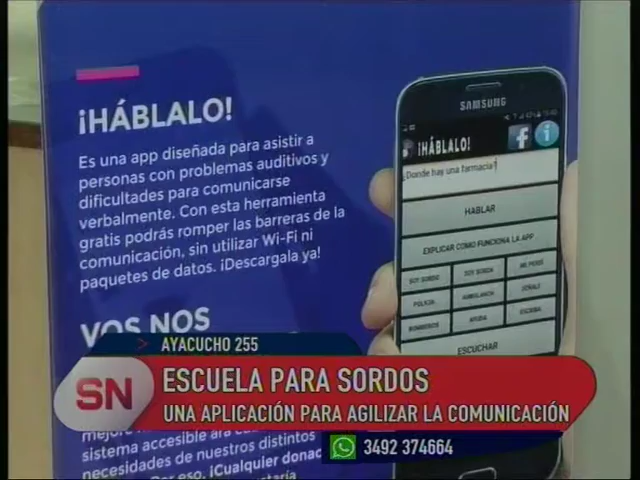 ¡HÁBLALO!
Es una app diseñada para asistir a
personas con problemas auditivos y
dificultades para comunicarse
verbalmente. Con esta herramienta
gratis podrás romper las barreras de la
comunicación, sin utilizar Wi-Fi ni
paquetes de datos. ¡Descargala ya!
VOS NOS
SAMSUNG
¡HÁBLALO!
f
i
¿Donde hay una farmacia?
HABLAR
EXPLICAR COMO FUNCIONA LA APP
SOY SORDO
SOY SORDA
ME PERDÍ
POLICIA
AMBULANCIA
SEÑALE
BOMBEROS
AYUDA
ESCRIBA
ESCUCHAR
> AYACUCHO 255
SN
ESCUELA PARA SORDOS
UNA APLICACIÓN PARA AGILIZAR LA COMUNICACIÓN
3492 374664
sistema accesible
necesidades de nuestros distintos
¡Cualquier